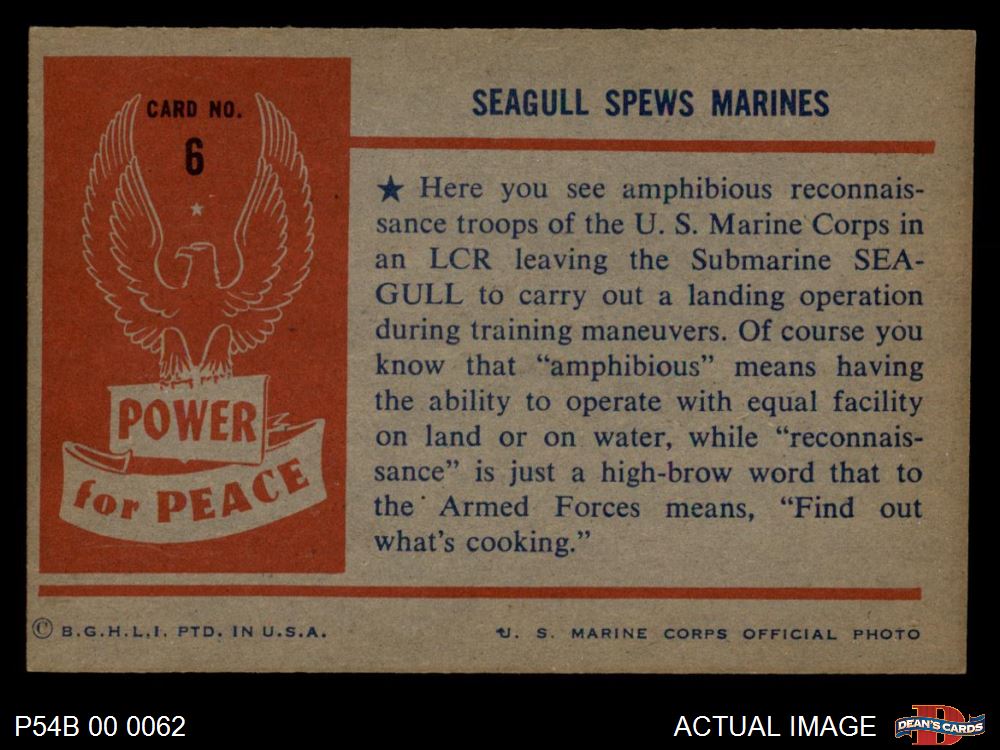 CARD NO.
6
POWER
for PEACE
SEAGULL SPEWS MARINES
★ Here you see amphibious reconnais-
sance troops of the U. S. Marine Corps in
an LCR leaving the Submarine SEA-
GULL to carry out a landing operation
during training maneuvers. Of course you
know that “amphibious” means having
the ability to operate with equal facility
on land or on water, while “reconnais-
sance” is just a high-brow word that to
the Armed Forces means, “Find out
what’s cooking.”
© B.G.H.L.I. PTD. IN U.S.A.
U. S. MARINE CORPS OFFICIAL PHOTO
P54B 00 0062
ACTUAL IMAGE
DEAN'S CARDS